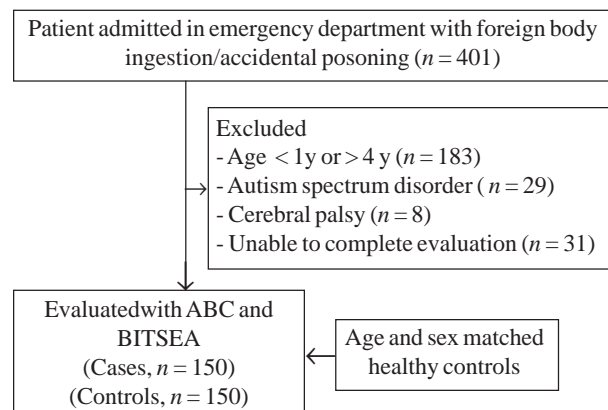 Patient admitted in emergency department with foreign body
ingestion/accidental posoning (n = 401)
Excluded
- Age < 1y or > 4 y (n = 183)
- Autism spectrum disorder ( n = 29)
- Cerebral palsy (n = 8)
- Unable to complete evaluation (n = 31)
Evaluatedwith ABC and
BITSEA
(Cases, n = 150)
(Controls, n = 150)
Age and sex matched
healthy controls